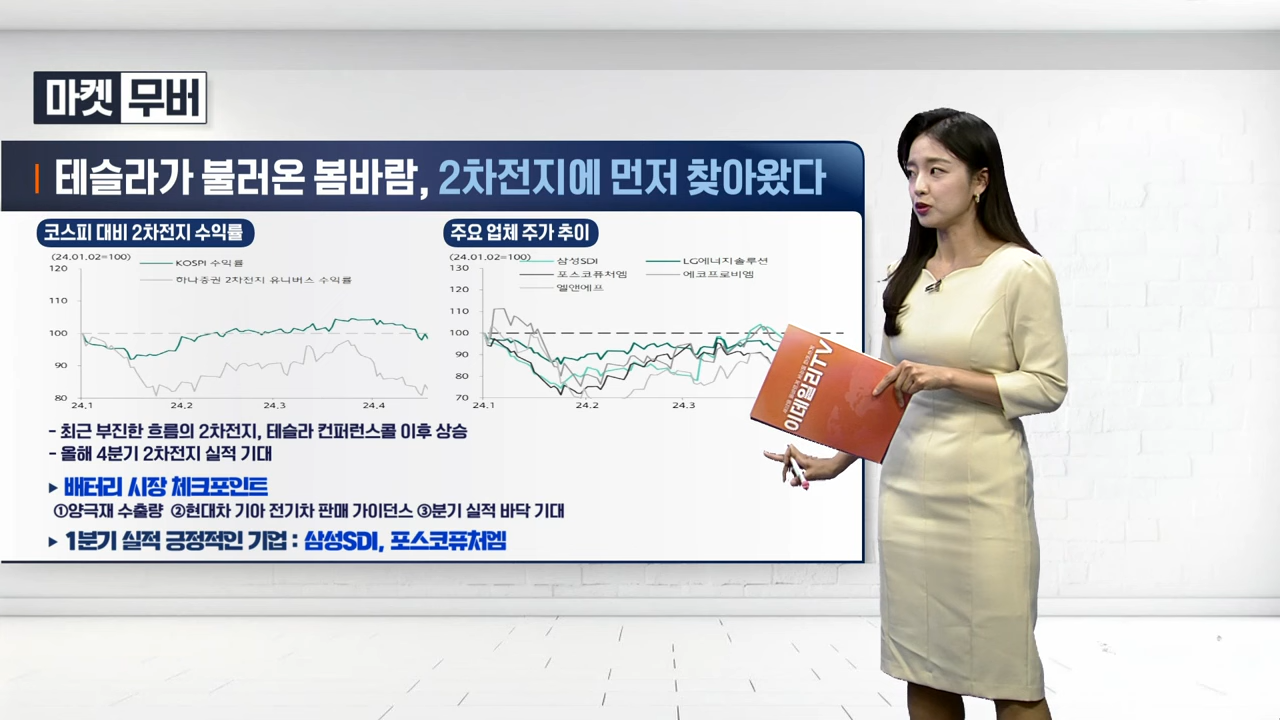 마켓 무버
테슬라가 불러온 봄바람, 2차전지에 먼저 찾아왔다
코스피 대비 2차전지 수익률
(24.01.02=100)
KOSPI 수익률
하나증권 2차전지 유니버스 수익률
120
110
100
90
80
24.1 24.2 24.3 24.4
주요 업체 주가 추이
(24.01.02=100)
삼성SDI LG에너지솔루션
포스코퓨처엠 에코프로비엠
엘앤에프
130
120
110
100
90
80
70
24.1 24.2 24.3
- 최근 부진한 흐름의 2차전지, 테슬라 컨퍼런스콜 이후 상승
- 올해 4분기 2차전지 실적 기대
▸ 배터리 시장 체크포인트
①양극재 수출량 ②현대차 기아 전기차 판매 가이던스 ③분기 실적 바닥 기대
▸ 1분기 실적 긍정적인 기업 : 삼성SDI, 포스코퓨처엠
이데일리TV